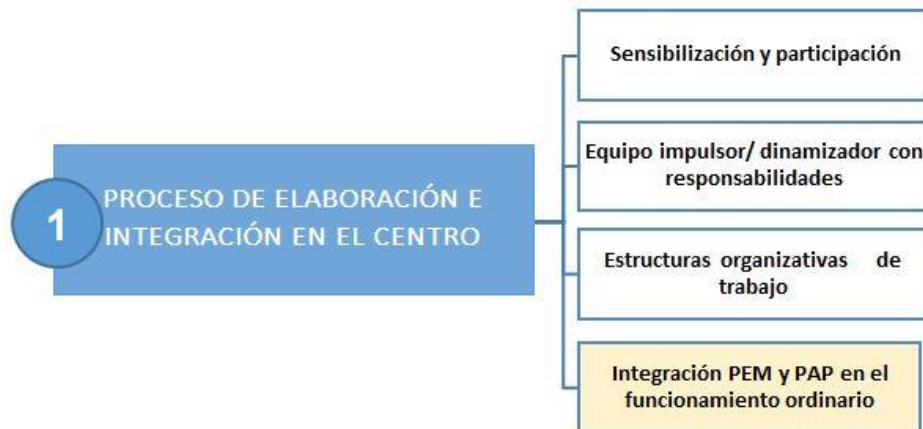 1
PROCESO DE ELABORACIÓN E
INTEGRACIÓN EN EL CENTRO
Sensibilización y participación
Equipo impulsor/ dinamizador con
responsabilidades
Estructuras organizativas de
trabajo
Integración PEM y PAP en el
funcionamiento ordinario